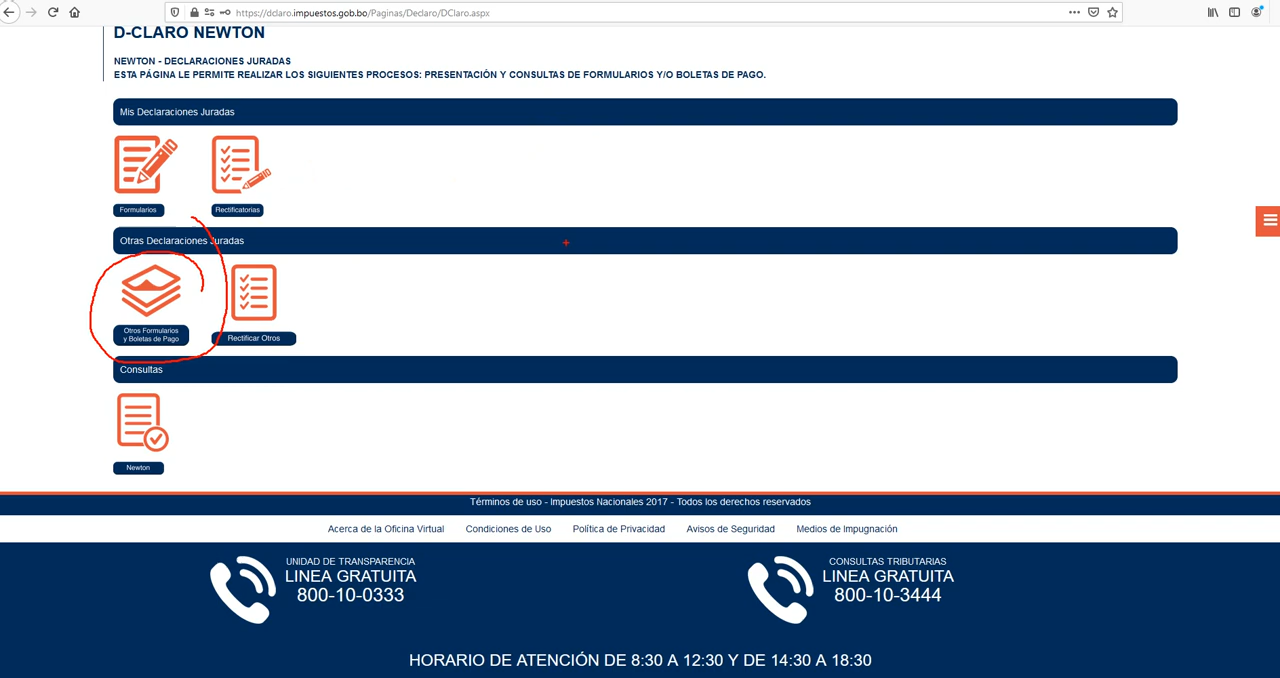 https://dclaro.impuestos.gob.bo/Paginas/Declaro/DClaro.aspx
D-CLARO NEWTON
NEWTON - DECLARACIONES JURADAS
ESTA PÁGINA LE PERMITE REALIZAR LOS SIGUIENTES PROCESOS: PRESENTACIÓN Y CONSULTAS DE FORMULARIOS Y/O BOLETAS DE PAGO.
Mis Declaraciones Juradas
Formularios
Rectificatorias
Otras Declaraciones Juradas
Otros Formularios
y Boletas de Pago
Rectificar Otros
Consultas
Newton
Términos de uso - Impuestos Nacionales 2017 - Todos los derechos reservados
Acerca de la Oficina Virtual Condiciones de Uso Política de Privacidad Avisos de Seguridad Medios de Impugnación
UNIDAD DE TRANSPARENCIA
LINEA GRATUITA
800-10-0333
CONSULTAS TRIBUTARIAS
LINEA GRATUITA
800-10-3444
HORARIO DE ATENCIÓN DE 8:30 A 12:30 Y DE 14:30 A 18:30